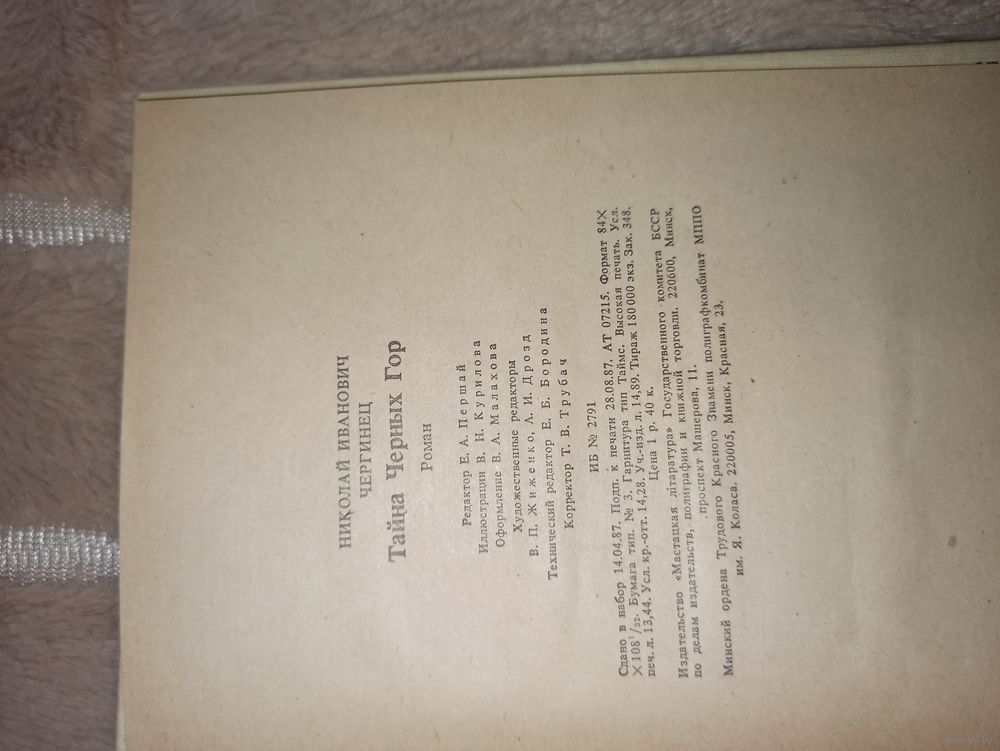 НИКОЛАЙ ИВАНОВИЧ
ЧЕРГИНЕЦ
Тайна Черных Гор
Роман
Редактор Е. А. Першай
Иллюстрации В. Н. Курилова
Оформление В. А. Малахова
Художественные редакторы
В. П. Жиженко, А. И. Дрозд
Технический редактор Е. Б. Бородина
Корректор Т. В. Трубач
ИБ № 2791
Сдано в набор 14.04.87. Подп. к печати 28.08.87. АТ 07215. Формат 84×
×108¹/₃₂. Бумага тип. № 3. Гарнитура тип Таймс. Высокая печать. Усл.
печ. л. 13,44. Усл. кр.-отт. 14,28. Уч.-изд. л. 14,89. Тираж 180 000 экз. Зак. 348.
Цена 1 р. 40 к.
Издательство «Мастацкая літаратура» Государственного комитета БССР
по делам издательств, полиграфии и книжной торговли. 220600, Минск,
проспект Машерова, 11.
Минский ордена Трудового Красного Знамени полиграфкомбинат МППО
им. Я. Коласа. 220005, Минск, Красная, 23.